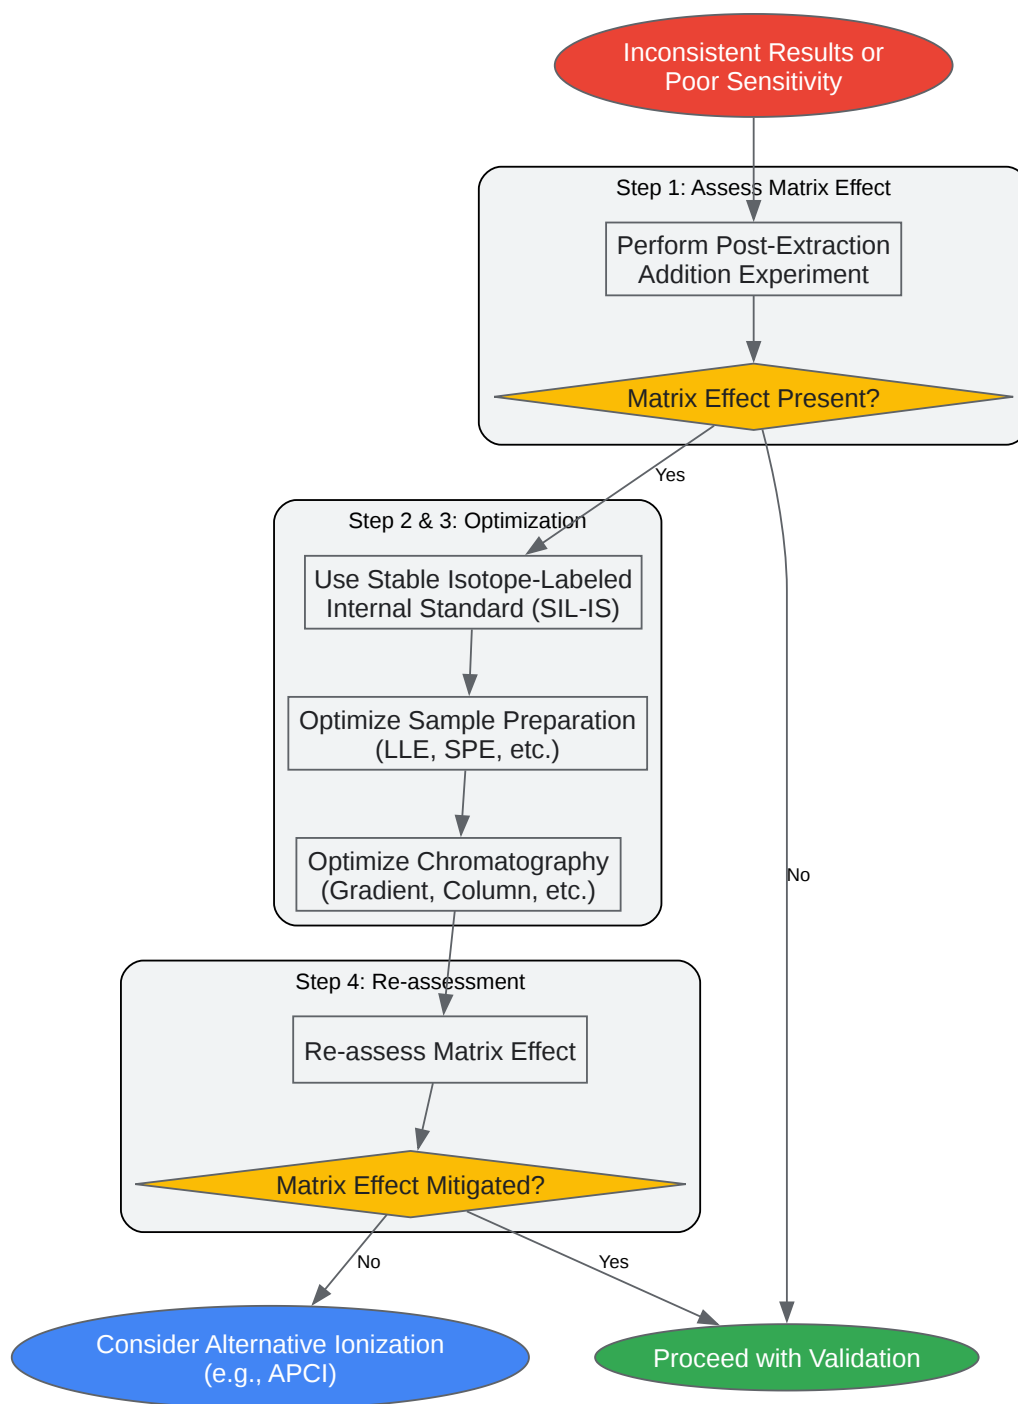 Inconsistent Results or
Poor Sensitivity
Step 1: Assess Matrix Effect
Perform Post-Extraction
Addition Experiment
Matrix Effect Present?
Yes
Step 2 & 3: Optimization
Use Stable Isotope-Labeled
Internal Standard (SIL-IS)
Optimize Sample Preparation
(LLE, SPE, etc.)
Optimize Chromatography
(Gradient, Column, etc.)
No
Step 4: Re-assessment
Re-assess Matrix Effect
Matrix Effect Mitigated?
No
Yes
Consider Alternative Ionization
(e.g., APCI)
Proceed with Validation